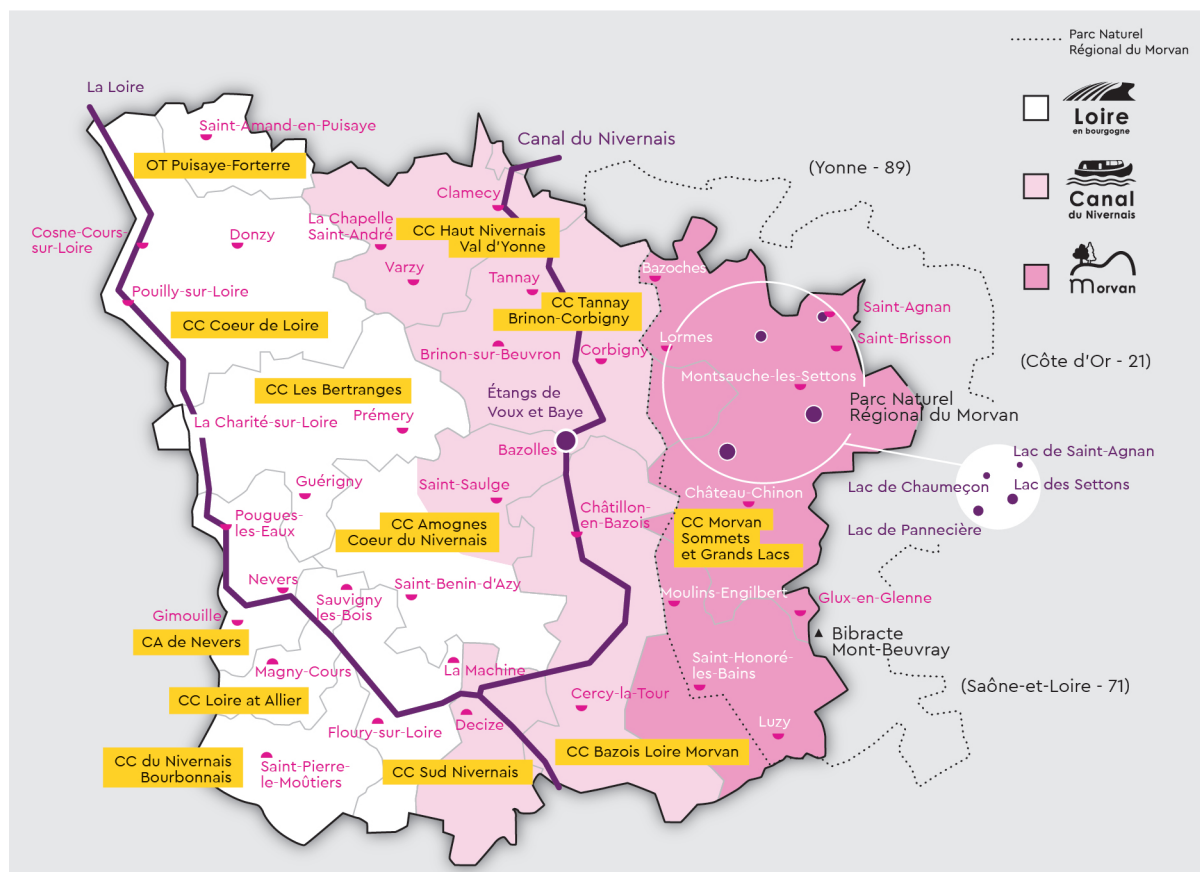 Parc Naturel
Régional du Morvan
Loire
en bourgogne
Canal
du Nivernais
morvan
La Loire
Saint-Amand-en-Puisaye
OT Puisaye-Forterre
Canal du Nivernais
(Yonne - 89)
Clamecy
La Chapelle
Saint-André
CC Haut Nivernais
Val d'Yonne
Cosne-Cours-
sur-Loire
Donzy
Varzy
Tannay
Bazoches
Pouilly-sur-Loire
CC Tannay
Brinon-Corbigny
Saint-Agnan
CC Coeur de Loire
Lormes
Saint-Brisson
Brinon-sur-Beuvron
Corbigny
(Côte d'Or - 21)
Montsauche-les-Settons
CC Les Bertranges
Étangs de
Voux et Baye
Parc Naturel
Régional du Morvan
La Charité-sur-Loire
Prémery
Bazolles
Lac de Saint-Agnan
Guérigny
Saint-Saulge
Château-Chinon
Lac de Chaumeçon
Lac des Settons
Pougues-
les-Eaux
CC Amognes
Coeur du Nivernais
Châtillon-
en-Bazois
CC Morvan
Sommets
et Grands Lacs
Lac de Pannecière
Nevers
Sauvigny
les-Bois
Saint-Benin-d'Azy
Moulins-Engilbert
Glux-en-Glenne
Gimouille
CA de Nevers
Bibracte
Mont-Beuvray
Magny-Cours
La Machine
Saint-Honoré-
les-Bains
(Saône-et-Loire - 71)
CC Loire at Allier
Cercy-la-Tour
Floury-sur-Loire
Decize
Luzy
CC du Nivernais
Bourbonnais
Saint-Pierre-
le-Moûtiers
CC Sud Nivernais
CC Bazois Loire Morvan